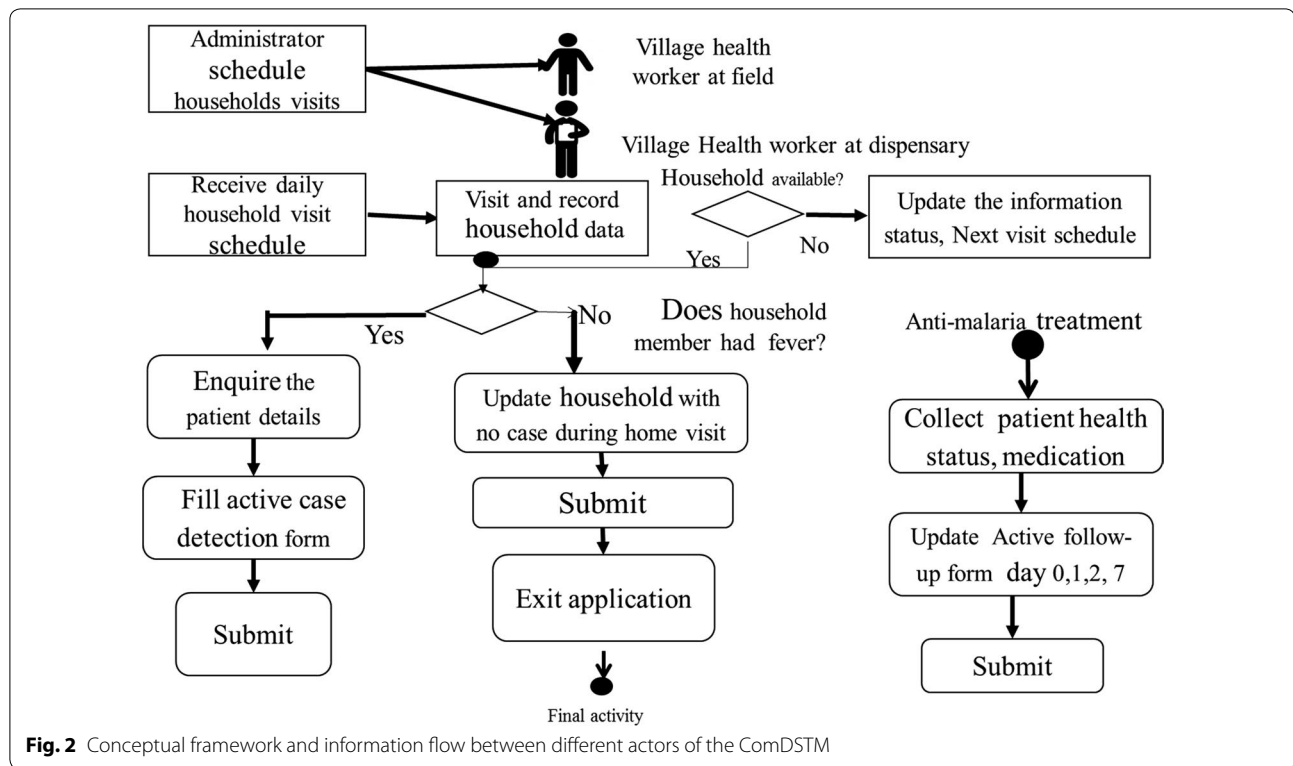 Administrator
schedule
households visits
Village health
worker at field
Village Health worker at dispensary
Receive daily
household visit
schedule
Visit and record
household data
Household available?
No
Yes
Update the information
status, Next visit schedule
Yes
No
Does household
member had fever?
Anti-malaria treatment
Enquire the
patient details
Fill active case
detection form
Submit
Update household with
no case during home visit
Submit
Exit application
Final activity
Collect patient health
status, medication
Update Active follow-
up form day 0,1,2, 7
Submit
Fig. 2 Conceptual framework and information flow between different actors of the ComDSTM